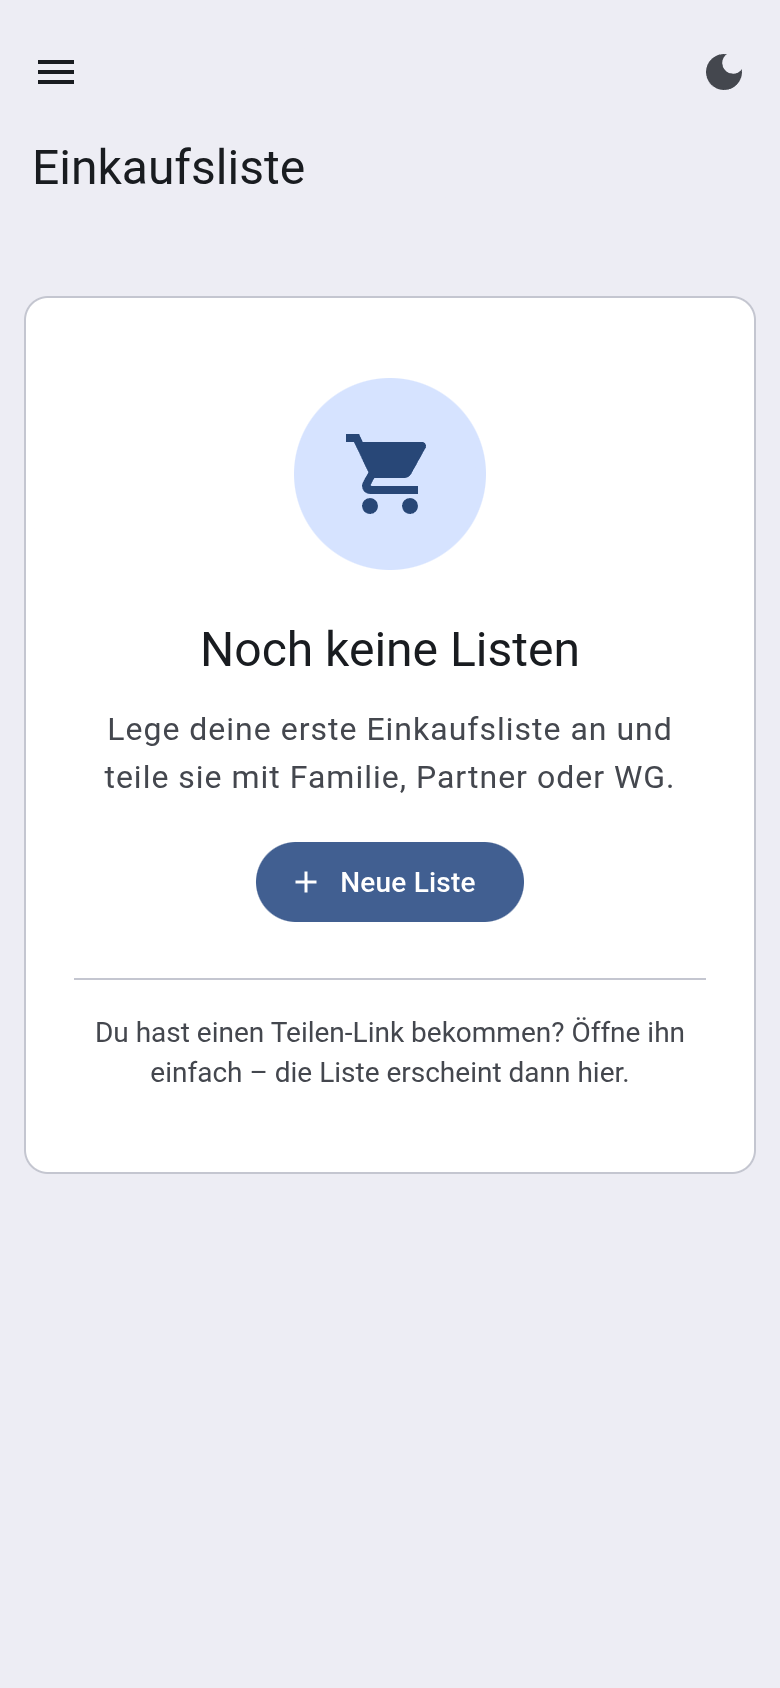 Einkaufsliste
Noch keine Listen
Lege deine erste Einkaufsliste an und
teile sie mit Familie, Partner oder WG.
Neue Liste
Du hast einen Teilen-Link bekommen? Öffne ihn
einfach – die Liste erscheint dann hier.